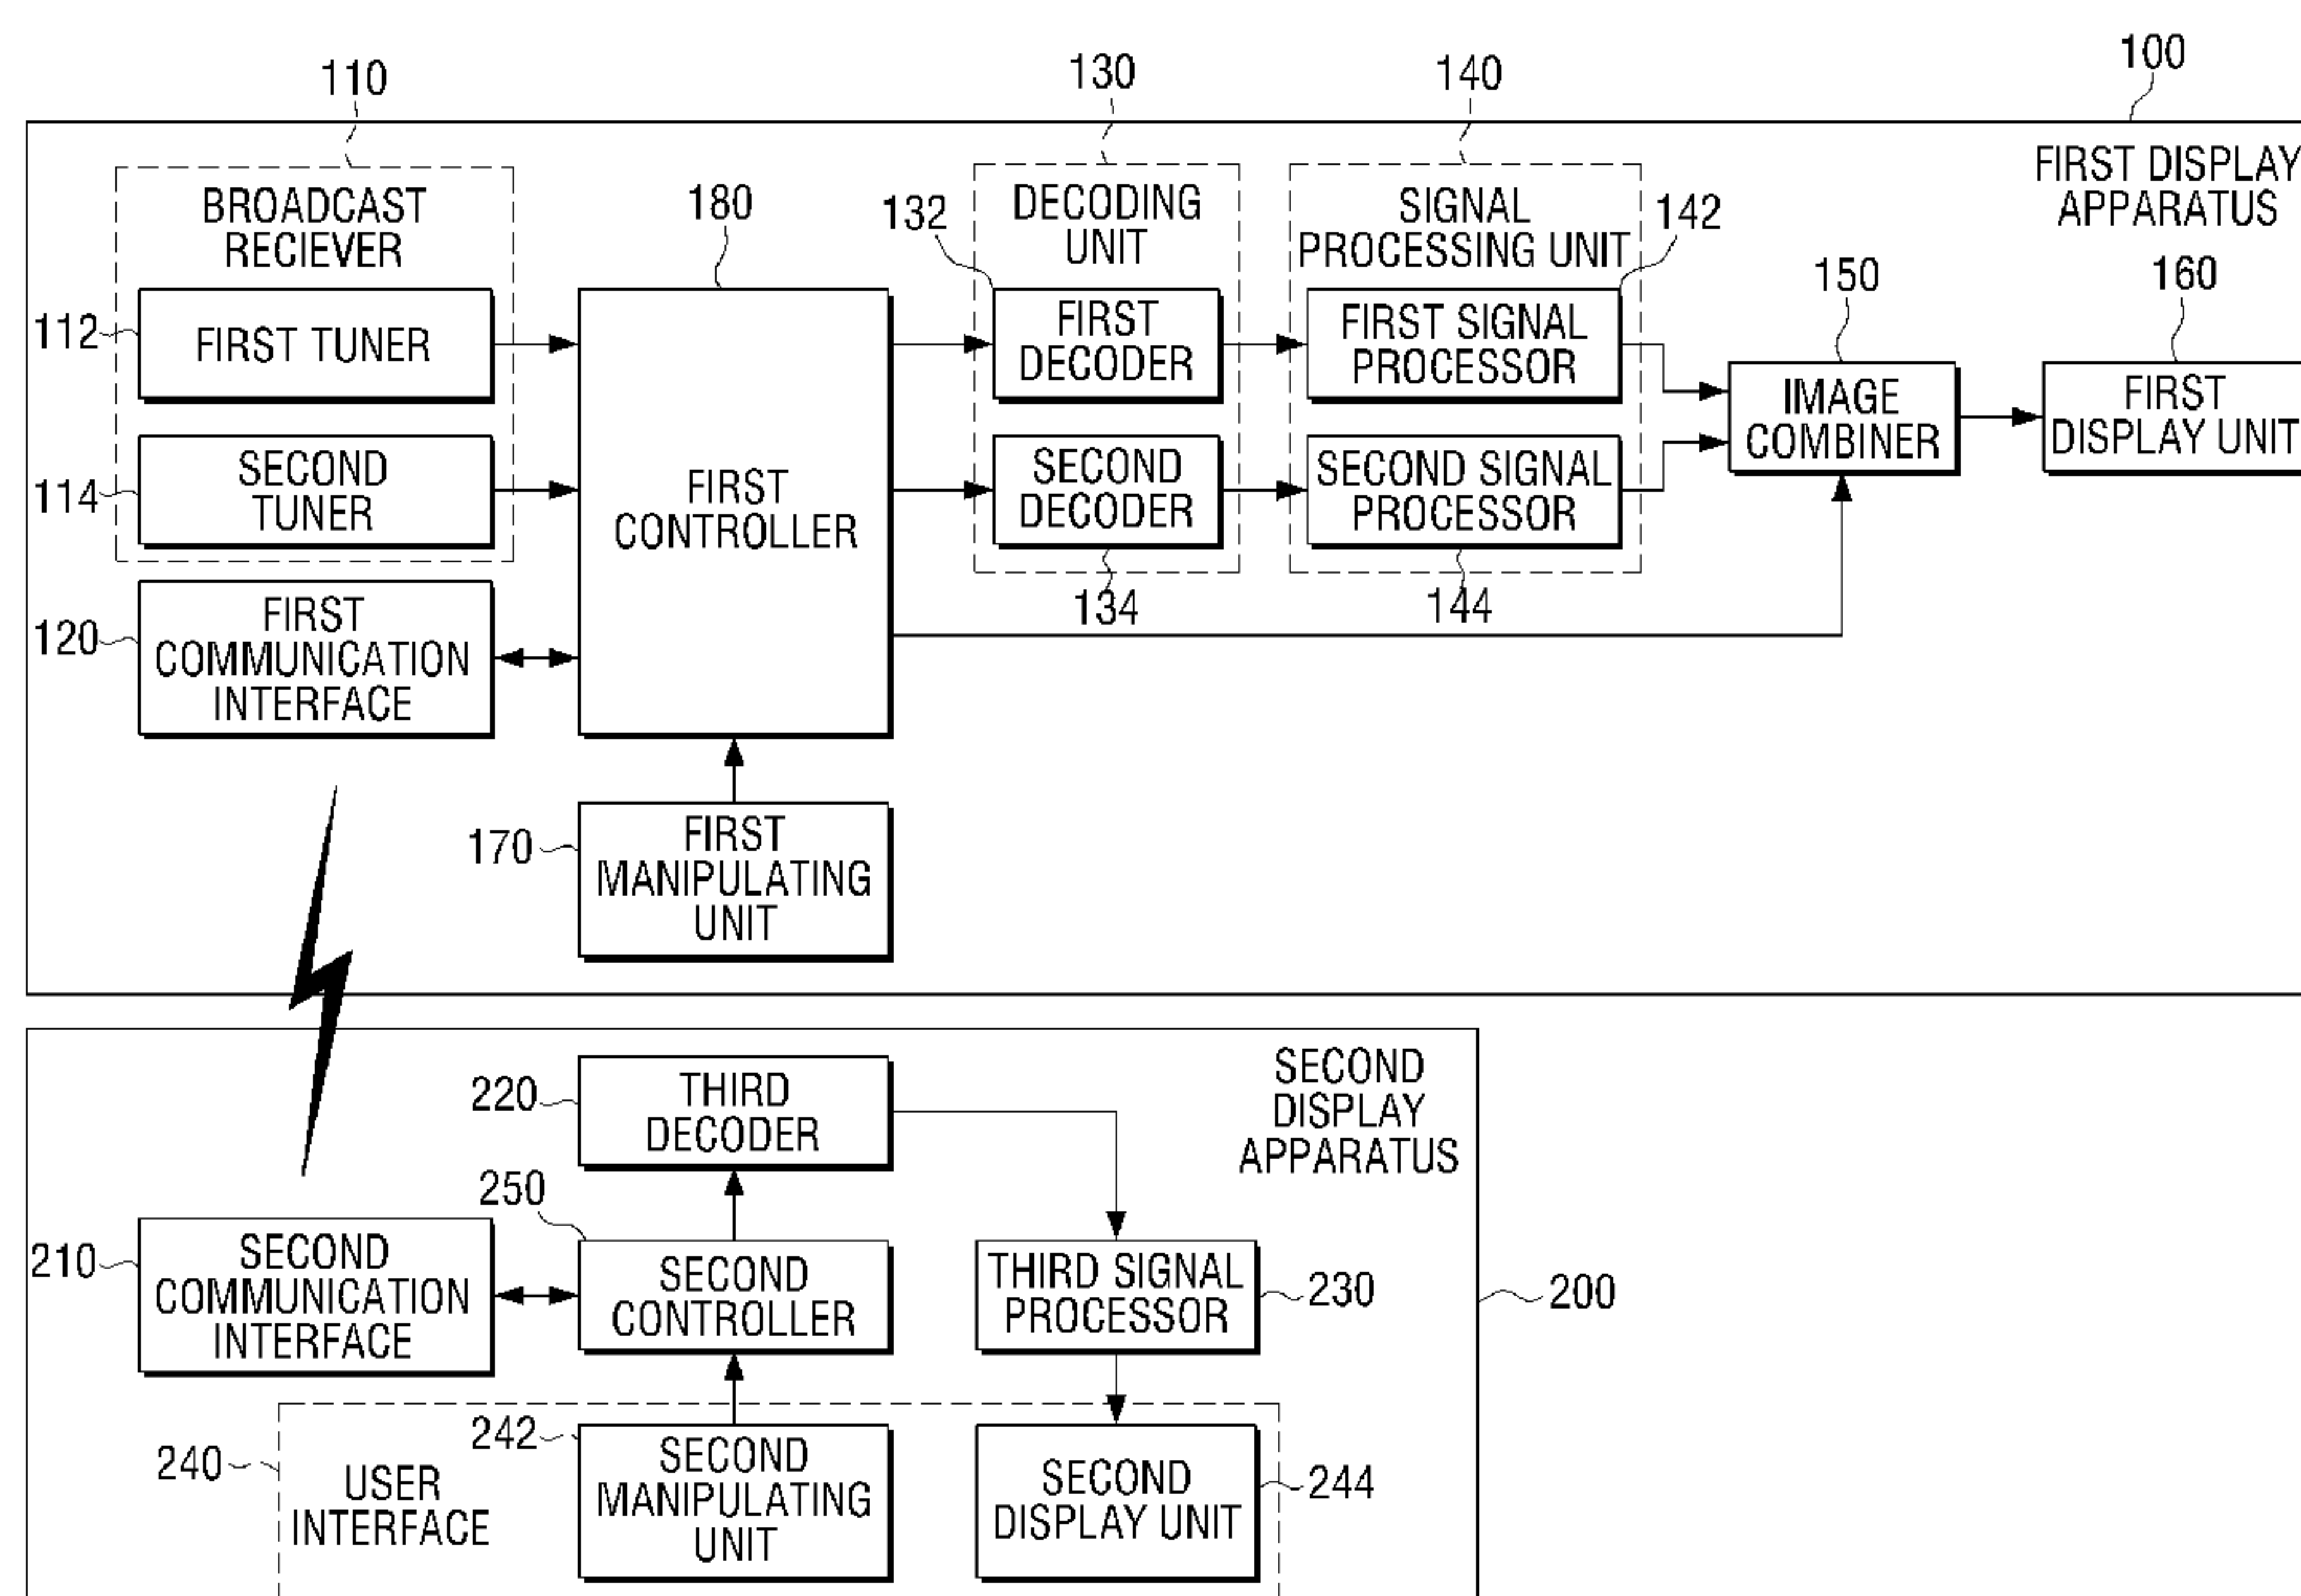 100
110
130
140
FIRST DISPLAY
APPARATUS
BROADCAST
RECIEVER
180
132
DECODING
UNIT
SIGNAL
PROCESSING UNIT
142
150
160
112
FIRST TUNER
FIRST
DECODER
FIRST SIGNAL
PROCESSOR
IMAGE
COMBINER
FIRST
DISPLAY UNIT
114
SECOND
TUNER
FIRST
CONTROLLER
SECOND
DECODER
SECOND SIGNAL
PROCESSOR
134
144
120
FIRST
COMMUNICATION
INTERFACE
170
FIRST
MANIPULATING
UNIT
220
THIRD
DECODER
SECOND
DISPLAY
APPARATUS
250
210
SECOND
COMMUNICATION
INTERFACE
SECOND
CONTROLLER
THIRD SIGNAL
PROCESSOR
230
200
240
USER
INTERFACE
242
SECOND
MANIPULATING
UNIT
SECOND
DISPLAY UNIT
244